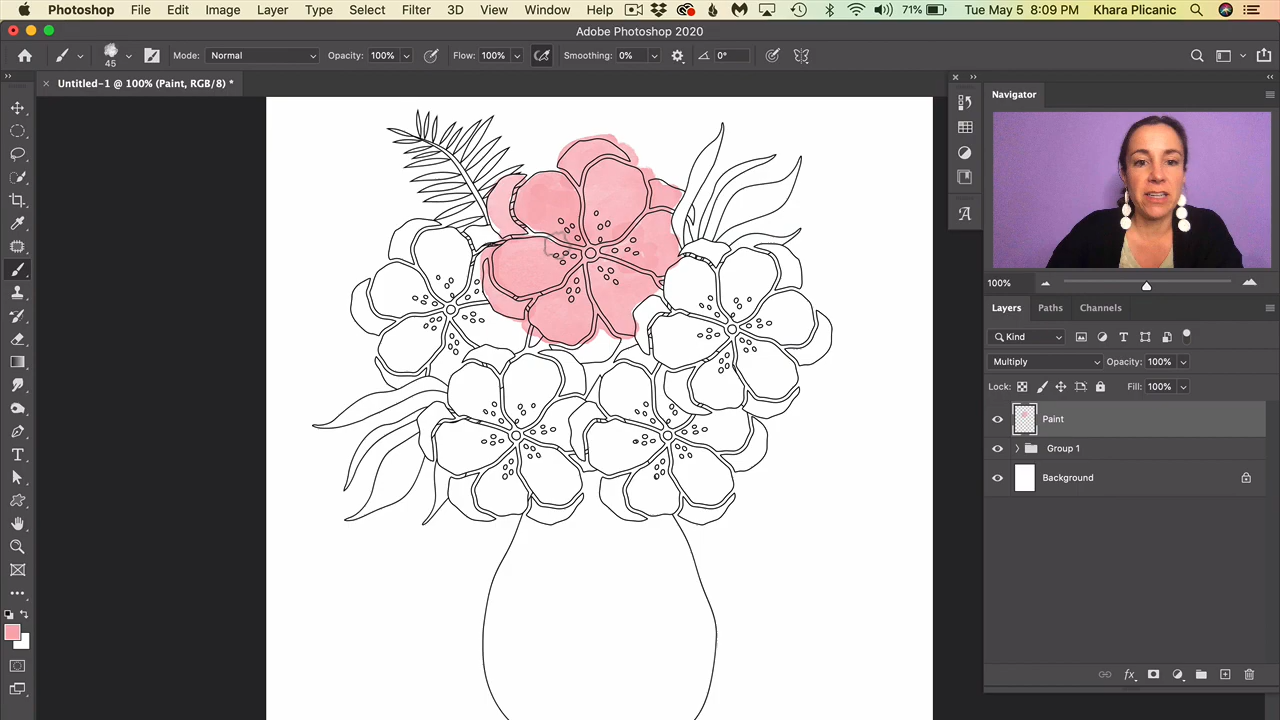 Photoshop File Edit Image Layer Type Select Filter 3D View Window Help 71% Tue May 5 8:09 PM Khara Plicanic
Adobe Photoshop 2020
45 Mode: Normal Opacity: 100% Flow: 100% Smoothing: 0% 0°
Untitled-1 @ 100% (Paint, RGB/8) *
Navigator
100%
Layers Paths Channels
Kind
Multiply Opacity: 100%
Lock: Fill: 100%
Paint
Group 1
Background